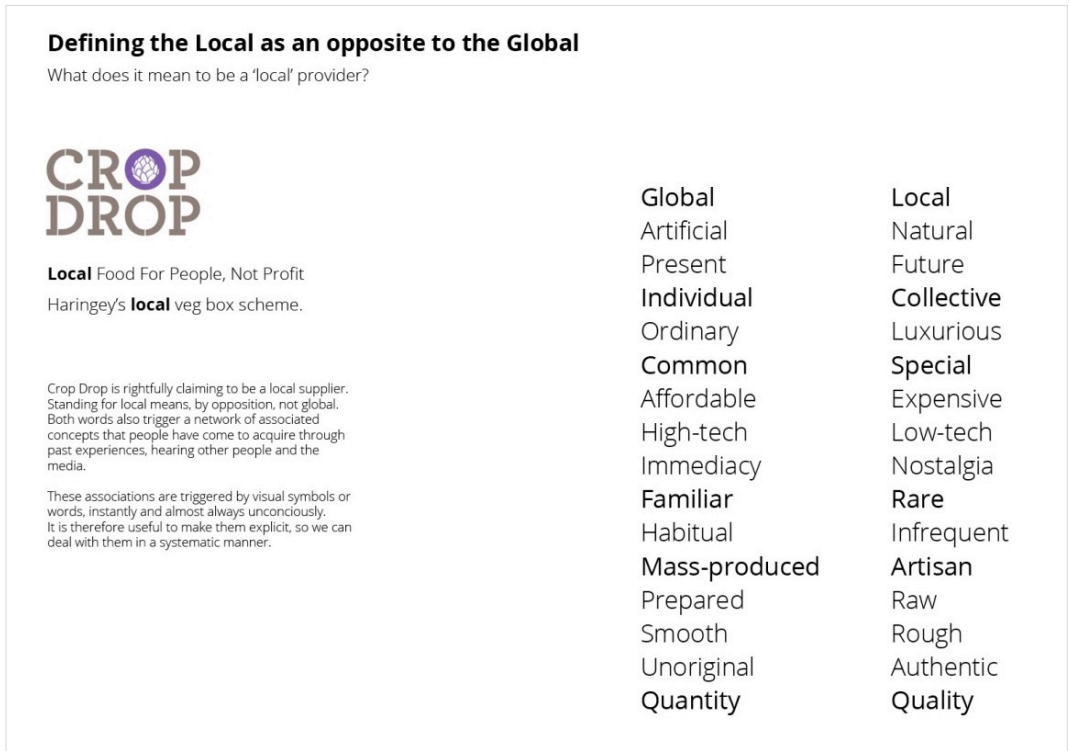 Defining the Local as an opposite to the Global
What does it mean to be a ‘local’ provider?
CROP
DROP
Local Food For People, Not Profit
Haringey’s local veg box scheme.
Crop Drop is rightfully claiming to be a local supplier.
Standing for local means, by opposition, not global.
Both words also trigger a network of associated
concepts that people have come to acquire through
past experiences, hearing other people and the
media.
These associations are triggered by visual symbols or
words, instantly and almost always unconciously.
It is therefore useful to make them explicit, so we can
deal with them in a systematic manner.
Global Local
Artificial Natural
Present Future
Individual Collective
Ordinary Luxurious
Common Special
Affordable Expensive
High-tech Low-tech
Immediacy Nostalgia
Familiar Rare
Habitual Infrequent
Mass-produced Artisan
Prepared Raw
Smooth Rough
Unoriginal Authentic
Quantity Quality